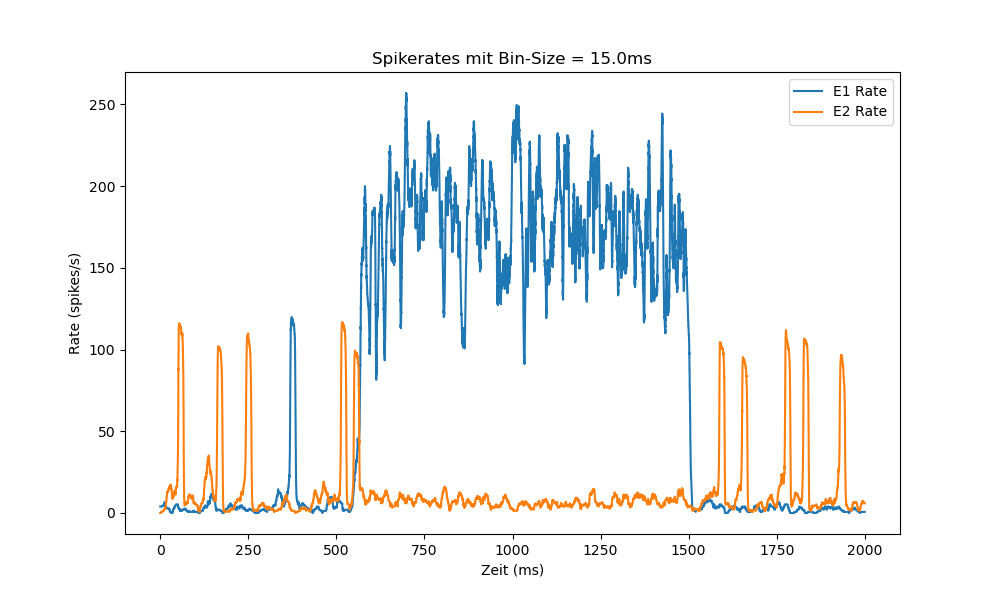 Spikerates mit Bin-Size = 15.0ms
E1 Rate
E2 Rate
Rate (spikes/s)
250
200
150
100
50
0
0 250 500 750 1000 1250 1500 1750 2000
Zeit (ms)